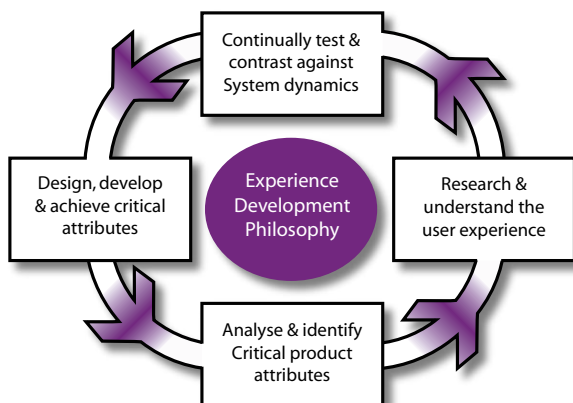 Continually test &
contrast against
System dynamics
Design, develop
& achieve critical
attributes
Experience
Development
Philosophy
Research &
understand the
user experience
Analyse & identify
Critical product
attributes